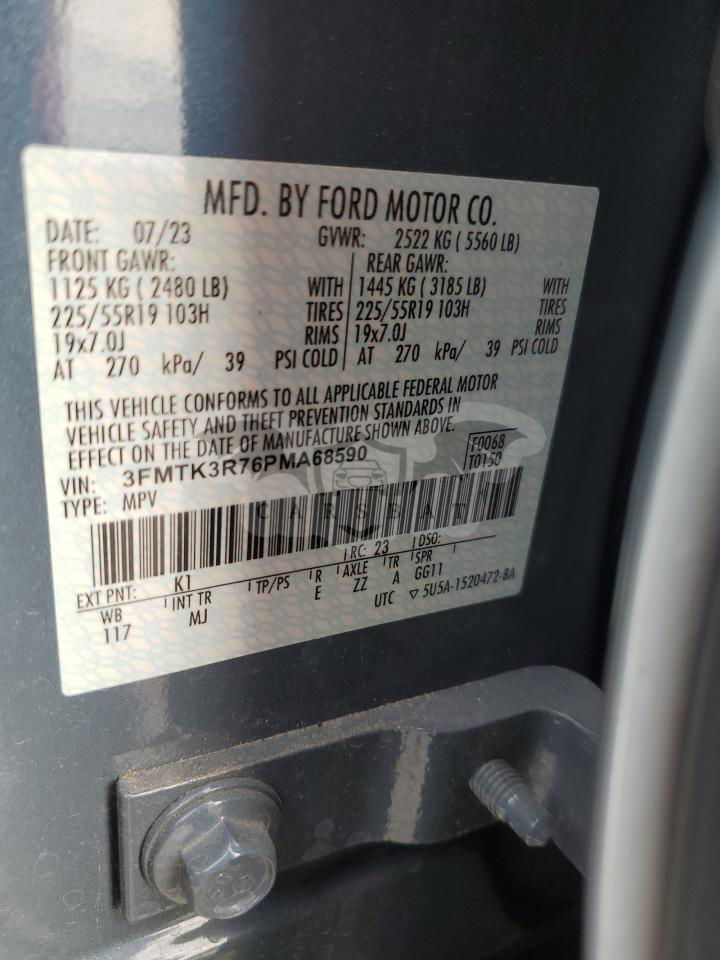 MFD. BY FORD MOTOR CO.
DATE: 07/23 GVWR: 2522 KG ( 5560 LB)
FRONT GAWR: REAR GAWR:
1125 KG ( 2480 LB) WITH 1445 KG ( 3185 LB) WITH
225/55R19 103H TIRES 225/55R19 103H TIRES
19x7.0J RIMS 19x7.0J RIMS
AT 270 kPa/ 39 PSI COLD AT 270 kPa/ 39 PSI COLD
THIS VEHICLE CONFORMS TO ALL APPLICABLE FEDERAL MOTOR
VEHICLE SAFETY AND THEFT PREVENTION STANDARDS IN
EFFECT ON THE DATE OF MANUFACTURE SHOWN ABOVE.
F0068
T0150
VIN: 3FMTK3R76PMA68590
TYPE: MPV
EXT PNT: K1 RC: 23 DSO:
WB INT TR TP/PS R AXLE TR SPR
117 MJ E ZZ A GG11
UTC ▽ 5U5A-1520472-BA